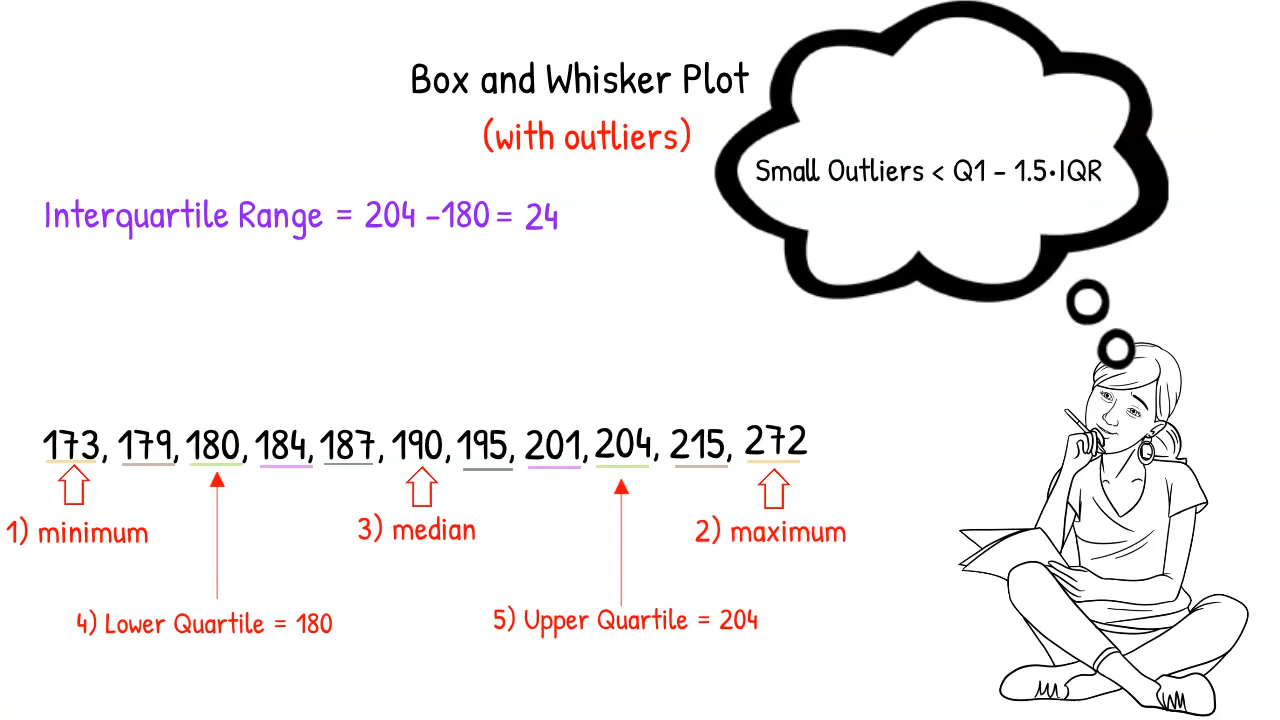 Box and Whisker Plot
(with outliers)
Small Outliers < Q1 - 1.5•IQR
Interquartile Range = 204 -180 = 24
173, 179, 180, 184, 187, 190, 195, 201, 204, 215, 272
1) minimum
3) median
2) maximum
4) Lower Quartile = 180
5) Upper Quartile = 204